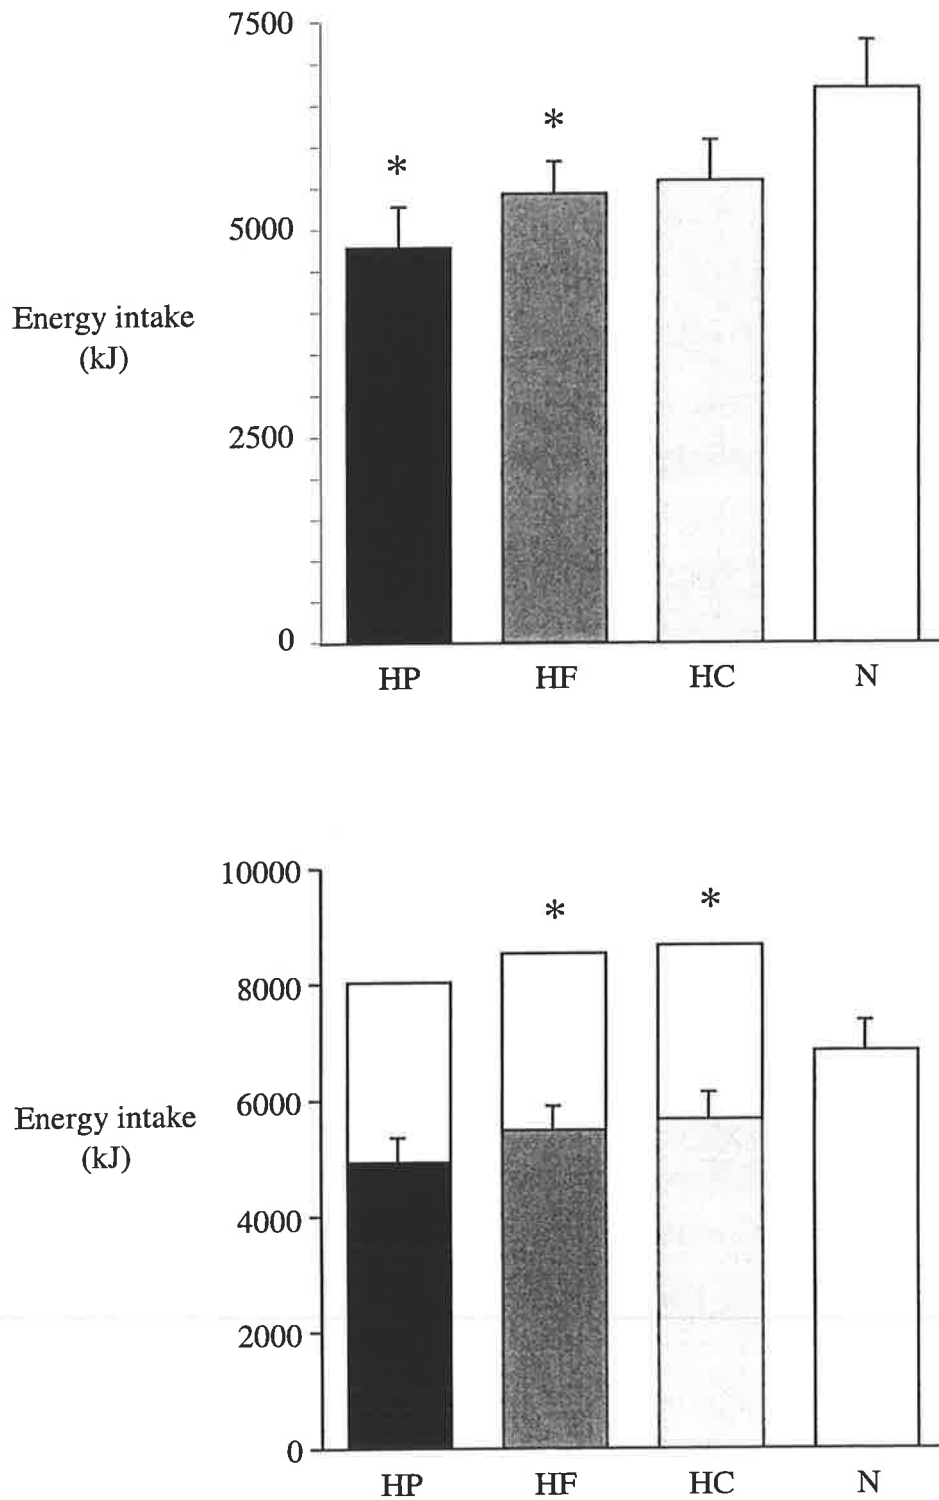 7500
*
*
5000
Energy intake
(kJ)
2500
0
HP HF HC N
10000
* *
8000
6000
Energy intake
(kJ)
4000
2000
0
HP HF HC N